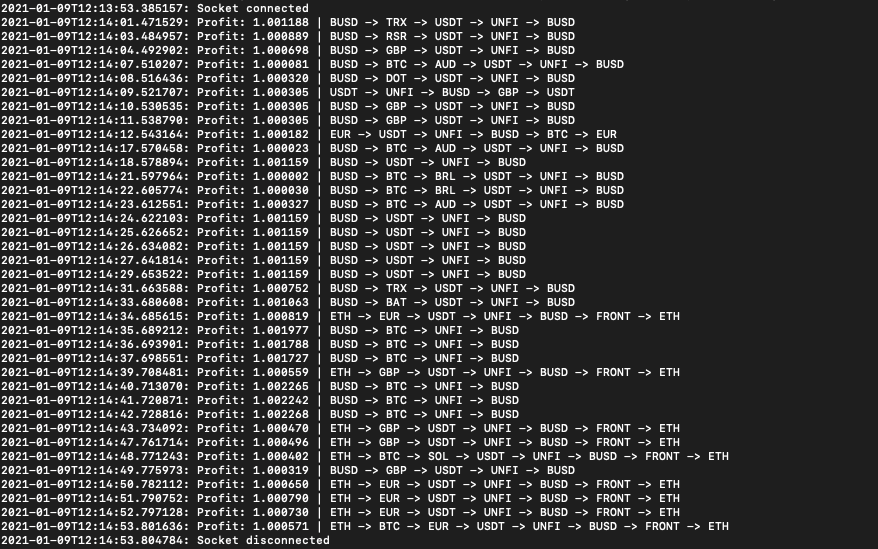 2021-01-09T12:13:53.385157: Socket connected
2021-01-09T12:14:01.471529: Profit: 1.001188 | BUSD -> TRX -> USDT -> UNFI -> BUSD
2021-01-09T12:14:03.484957: Profit: 1.000889 | BUSD -> RSR -> USDT -> UNFI -> BUSD
2021-01-09T12:14:04.492902: Profit: 1.000698 | BUSD -> GBP -> USDT -> UNFI -> BUSD
2021-01-09T12:14:07.510207: Profit: 1.000081 | BUSD -> BTC -> AUD -> USDT -> UNFI -> BUSD
2021-01-09T12:14:08.516436: Profit: 1.000320 | BUSD -> DOT -> USDT -> UNFI -> BUSD
2021-01-09T12:14:09.521707: Profit: 1.000305 | USDT -> UNFI -> BUSD -> GBP -> USDT
2021-01-09T12:14:10.530535: Profit: 1.000305 | BUSD -> GBP -> USDT -> UNFI -> BUSD
2021-01-09T12:14:11.538790: Profit: 1.000305 | BUSD -> GBP -> USDT -> UNFI -> BUSD
2021-01-09T12:14:12.543164: Profit: 1.000182 | EUR -> USDT -> UNFI -> BUSD -> BTC -> EUR
2021-01-09T12:14:17.570458: Profit: 1.000023 | BUSD -> BTC -> AUD -> USDT -> UNFI -> BUSD
2021-01-09T12:14:18.578894: Profit: 1.001159 | BUSD -> USDT -> UNFI -> BUSD
2021-01-09T12:14:21.597964: Profit: 1.000002 | BUSD -> BTC -> BRL -> USDT -> UNFI -> BUSD
2021-01-09T12:14:22.605774: Profit: 1.000030 | BUSD -> BTC -> BRL -> USDT -> UNFI -> BUSD
2021-01-09T12:14:23.612551: Profit: 1.000327 | BUSD -> BTC -> AUD -> USDT -> UNFI -> BUSD
2021-01-09T12:14:24.622103: Profit: 1.001159 | BUSD -> USDT -> UNFI -> BUSD
2021-01-09T12:14:25.626652: Profit: 1.001159 | BUSD -> USDT -> UNFI -> BUSD
2021-01-09T12:14:26.634082: Profit: 1.001159 | BUSD -> USDT -> UNFI -> BUSD
2021-01-09T12:14:27.641814: Profit: 1.001159 | BUSD -> USDT -> UNFI -> BUSD
2021-01-09T12:14:29.653522: Profit: 1.001159 | BUSD -> USDT -> UNFI -> BUSD
2021-01-09T12:14:31.663588: Profit: 1.000752 | BUSD -> TRX -> USDT -> UNFI -> BUSD
2021-01-09T12:14:33.680608: Profit: 1.001063 | BUSD -> BAT -> USDT -> UNFI -> BUSD
2021-01-09T12:14:34.685615: Profit: 1.000819 | ETH -> EUR -> USDT -> UNFI -> BUSD -> FRONT -> ETH
2021-01-09T12:14:35.689212: Profit: 1.001977 | BUSD -> BTC -> UNFI -> BUSD
2021-01-09T12:14:36.693901: Profit: 1.001788 | BUSD -> BTC -> UNFI -> BUSD
2021-01-09T12:14:37.698551: Profit: 1.001727 | BUSD -> BTC -> UNFI -> BUSD
2021-01-09T12:14:39.708481: Profit: 1.000559 | ETH -> GBP -> USDT -> UNFI -> BUSD -> FRONT -> ETH
2021-01-09T12:14:40.713070: Profit: 1.002265 | BUSD -> BTC -> UNFI -> BUSD
2021-01-09T12:14:41.720871: Profit: 1.002242 | BUSD -> BTC -> UNFI -> BUSD
2021-01-09T12:14:42.728816: Profit: 1.002268 | BUSD -> BTC -> UNFI -> BUSD
2021-01-09T12:14:43.734092: Profit: 1.000470 | ETH -> GBP -> USDT -> UNFI -> BUSD -> FRONT -> ETH
2021-01-09T12:14:47.761714: Profit: 1.000496 | ETH -> GBP -> USDT -> UNFI -> BUSD -> FRONT -> ETH
2021-01-09T12:14:48.771243: Profit: 1.000402 | ETH -> BTC -> SOL -> USDT -> UNFI -> BUSD -> FRONT -> ETH
2021-01-09T12:14:49.775973: Profit: 1.000319 | BUSD -> GBP -> USDT -> UNFI -> BUSD
2021-01-09T12:14:50.782112: Profit: 1.000650 | ETH -> EUR -> USDT -> UNFI -> BUSD -> FRONT -> ETH
2021-01-09T12:14:51.790752: Profit: 1.000790 | ETH -> EUR -> USDT -> UNFI -> BUSD -> FRONT -> ETH
2021-01-09T12:14:52.797128: Profit: 1.000730 | ETH -> EUR -> USDT -> UNFI -> BUSD -> FRONT -> ETH
2021-01-09T12:14:53.801636: Profit: 1.000571 | ETH -> BTC -> EUR -> USDT -> UNFI -> BUSD -> FRONT -> ETH
2021-01-09T12:14:53.804784: Socket disconnected